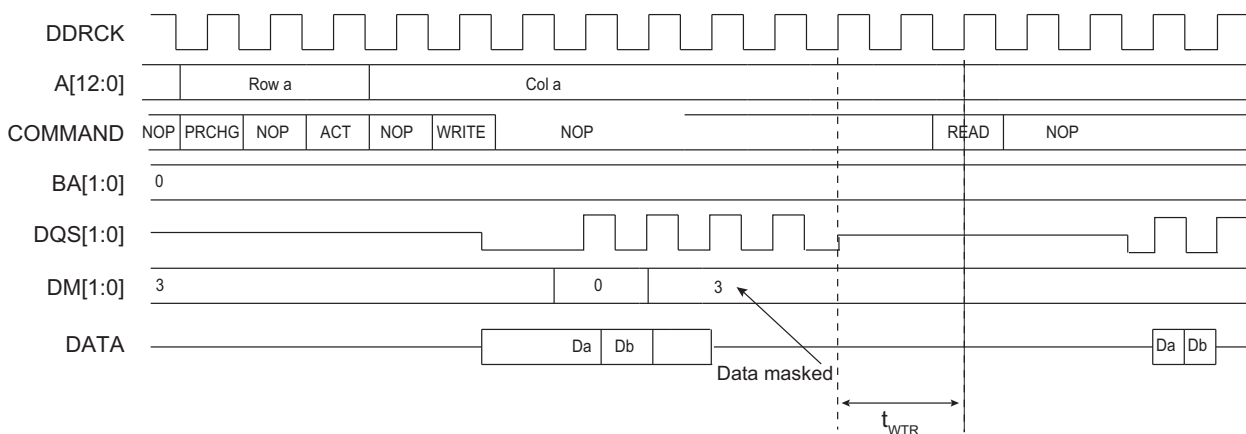 DDRCK
A[12:0] Row a Col a
COMMAND NOP PRCHG NOP ACT NOP WRITE NOP READ NOP
BA[1:0] 0
DQS[1:0]
DM[1:0] 3 0 3
DATA Da Db Da Db
Data masked
tWTR